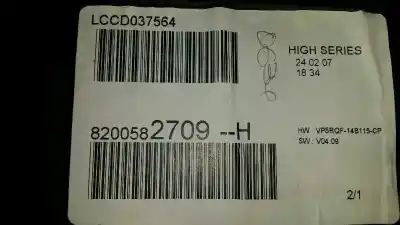 LCCD037564
HIGH SERIES
24 02 07
18 34
8200582709 --H
HW : VP5RQF-14B115-CP
SW : V04.09
2/1